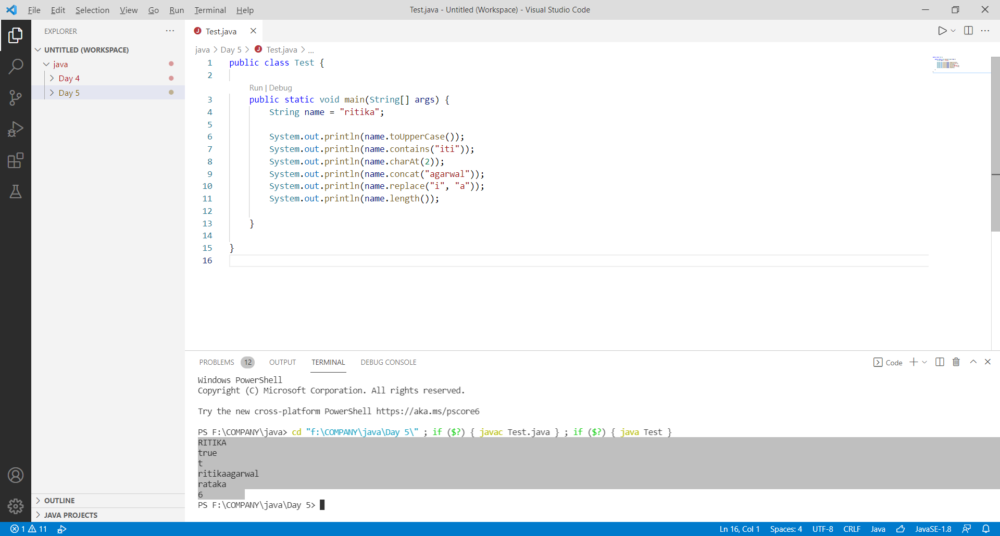 File Edit Selection View Go Run Terminal Help
Test.java - Untitled (Workspace) - Visual Studio Code
EXPLORER
UNTITLED (WORKSPACE)
java
Day 4
Day 5
OUTLINE
JAVA PROJECTS
Test.java
java > Day 5 > Test.java > ...
1 public class Test {
2
Run | Debug
3 public static void main(String[] args) {
4 String name = "ritika";
5
6 System.out.println(name.toUpperCase());
7 System.out.println(name.contains("iti"));
8 System.out.println(name.charAt(2));
9 System.out.println(name.concat("agarwal"));
10 System.out.println(name.replace("i", "a"));
11 System.out.println(name.length());
12
13 }
14
15 }
16
PROBLEMS 12 OUTPUT TERMINAL DEBUG CONSOLE
Code
Windows PowerShell
Copyright (C) Microsoft Corporation. All rights reserved.
Try the new cross-platform PowerShell https://aka.ms/pscore6
PS F:\COMPANY\java> cd "f:\COMPANY\java\Day 5\" ; if ($?) { javac Test.java } ; if ($?) { java Test }
RITIKA
true
t
ritikaagarwal
rataka
6
PS F:\COMPANY\java\Day 5>
1 11
Ln 16, Col 1 Spaces: 4 UTF-8 CRLF Java JavaSE-1.8